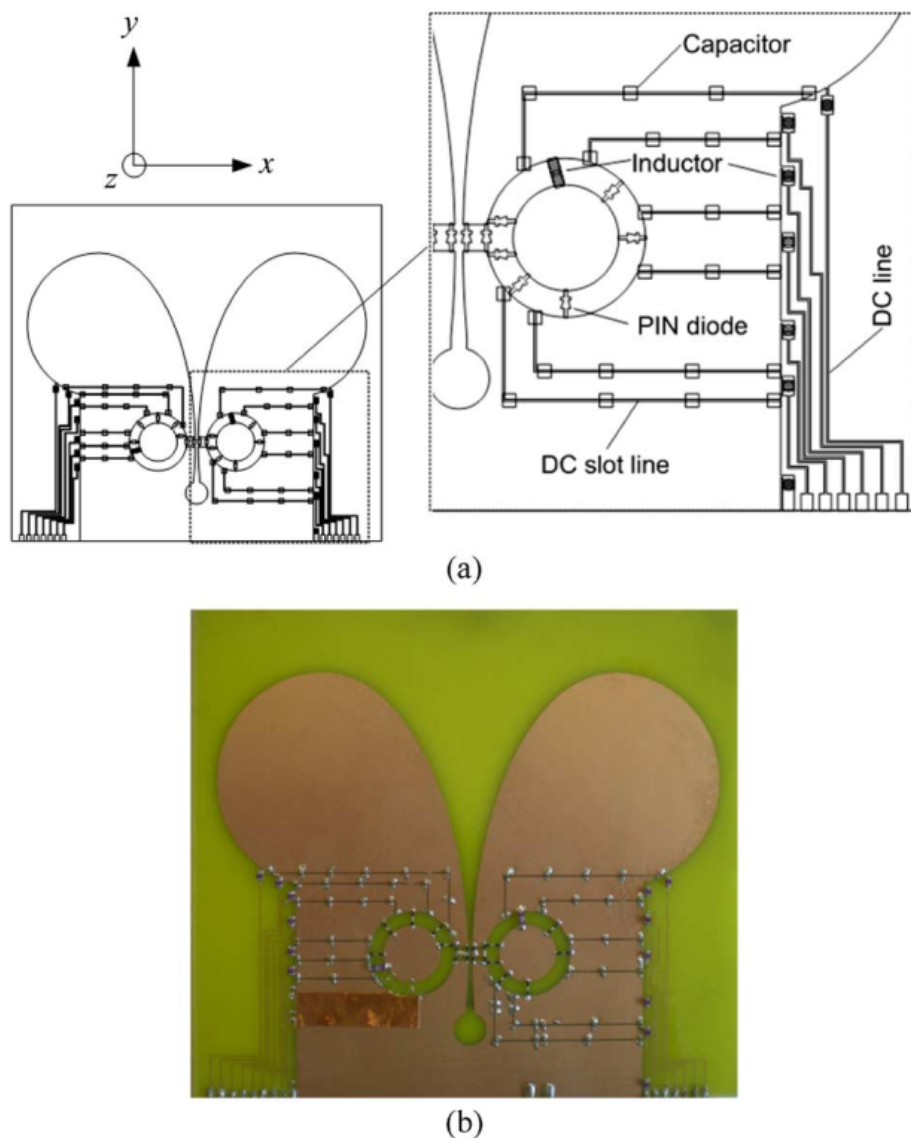 (a)
y
z
x
Capacitor
Inductor
DC line
PIN diode
DC slot line
(a)
(b)